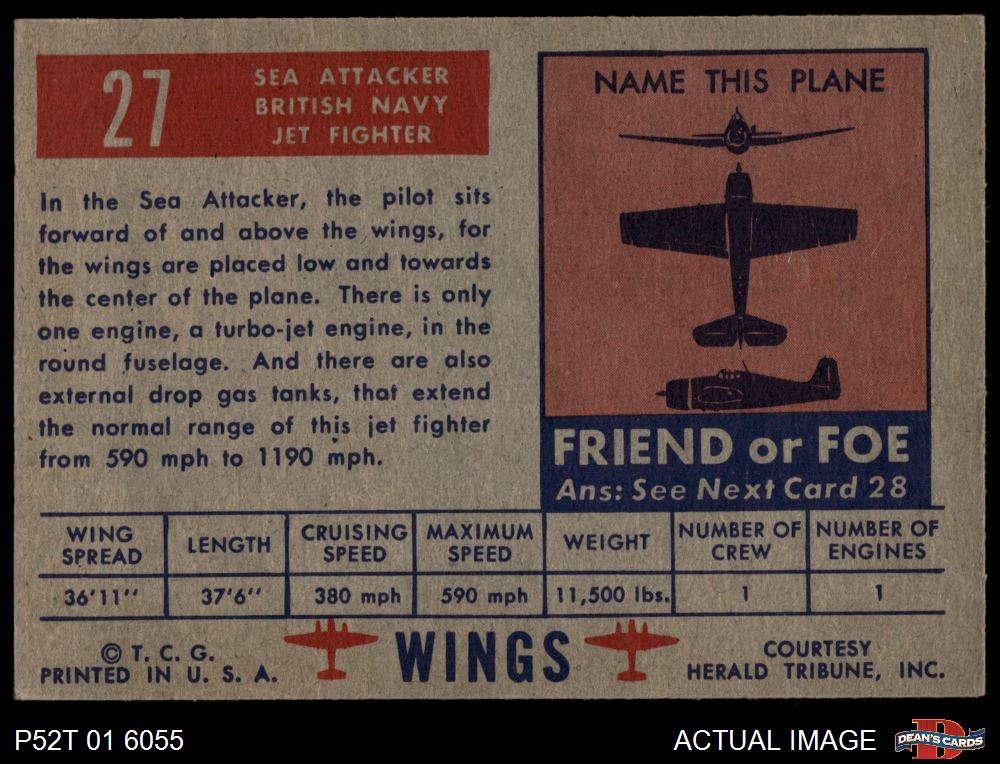 27
SEA ATTACKER
BRITISH NAVY
JET FIGHTER
In the Sea Attacker, the pilot sits
forward of and above the wings, for
the wings are placed low and towards
the center of the plane. There is only
one engine, a turbo-jet engine, in the
round fuselage. And there are also
external drop gas tanks, that extend
the normal range of this jet fighter
from 590 mph to 1190 mph.
NAME THIS PLANE
FRIEND or FOE
Ans: See Next Card 28
WING SPREAD
LENGTH
CRUISING SPEED
MAXIMUM SPEED
WEIGHT
NUMBER OF CREW
NUMBER OF ENGINES
36'11"
37'6"
380 mph
590 mph
11,500 lbs.
1
1
© T. C. G.
PRINTED IN U. S. A.
WINGS
COURTESY
HERALD TRIBUNE, INC.
P52T 01 6055
ACTUAL IMAGE
D
DEAN'S CARDS